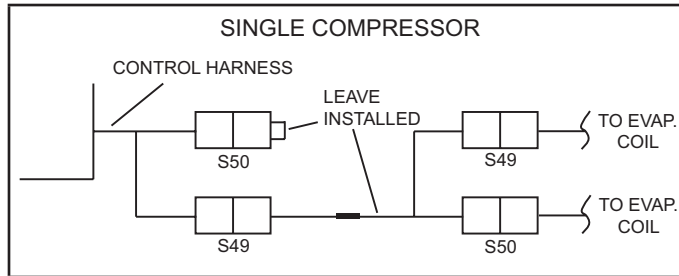 SINGLE COMPRESSOR
CONTROL HARNESS
LEAVE
INSTALLED
S50
S49
TO EVAP.
COIL
S49
S50
TO EVAP.
COIL